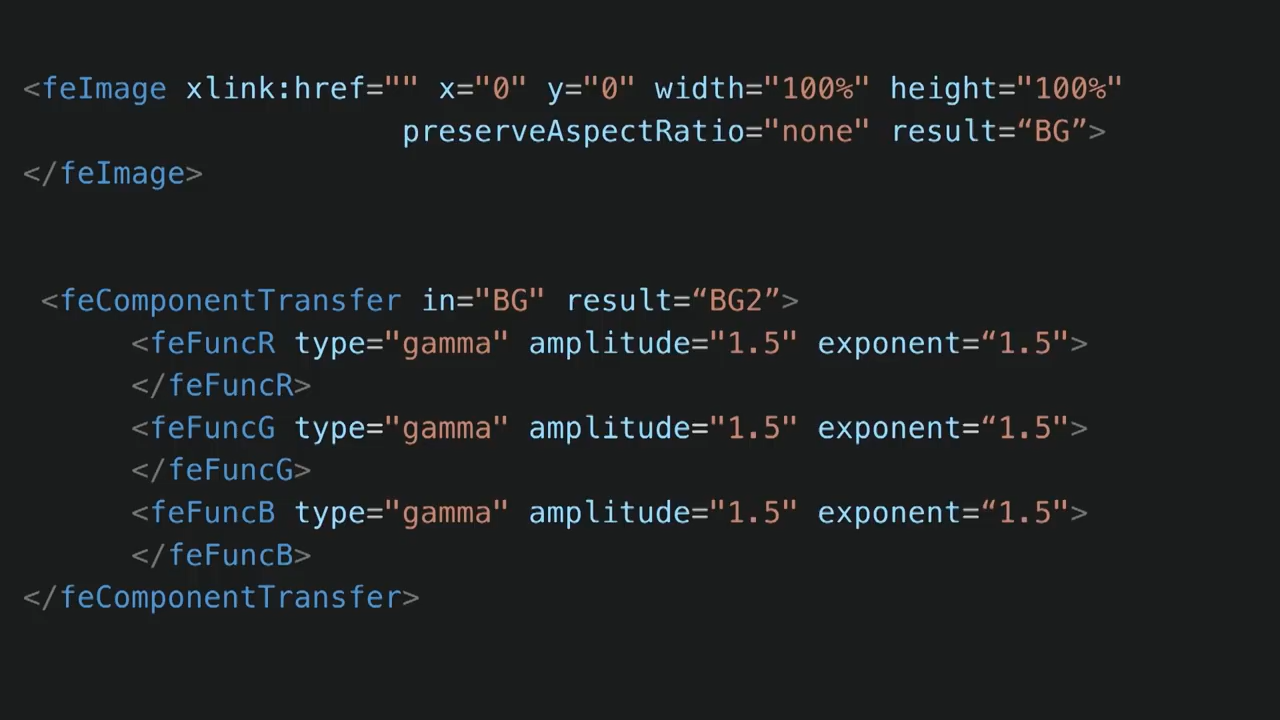 <feImage xlink:href="" x="0" y="0" width="100%" height="100%"
preserveAspectRatio="none" result=“BG”>
</feImage>
<feComponentTransfer in="BG" result=“BG2”>
<feFuncR type="gamma" amplitude="1.5" exponent=“1.5">
</feFuncR>
<feFuncG type="gamma" amplitude="1.5" exponent=“1.5">
</feFuncG>
<feFuncB type="gamma" amplitude="1.5" exponent=“1.5">
</feFuncB>
</feComponentTransfer>